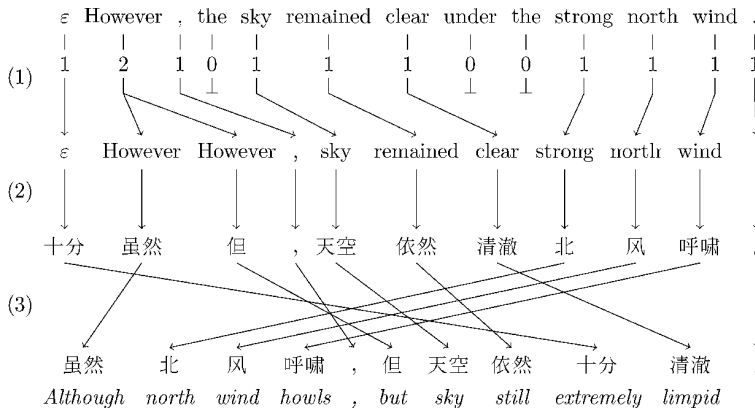 ε However , the sky remained clear under the strong north wind .
1 2 1 0 1 1 1 0 0 1 1 1 1
(1)
ε However However , sky remained clear strong north wind
(2)
十分 虽然 但 , 天空 依然 清澈 北 风 呼啸
(3)
虽然 北 风 呼啸 , 但 天空 依然 十分 清澈
Although north wind howls , but sky still extremely limpid